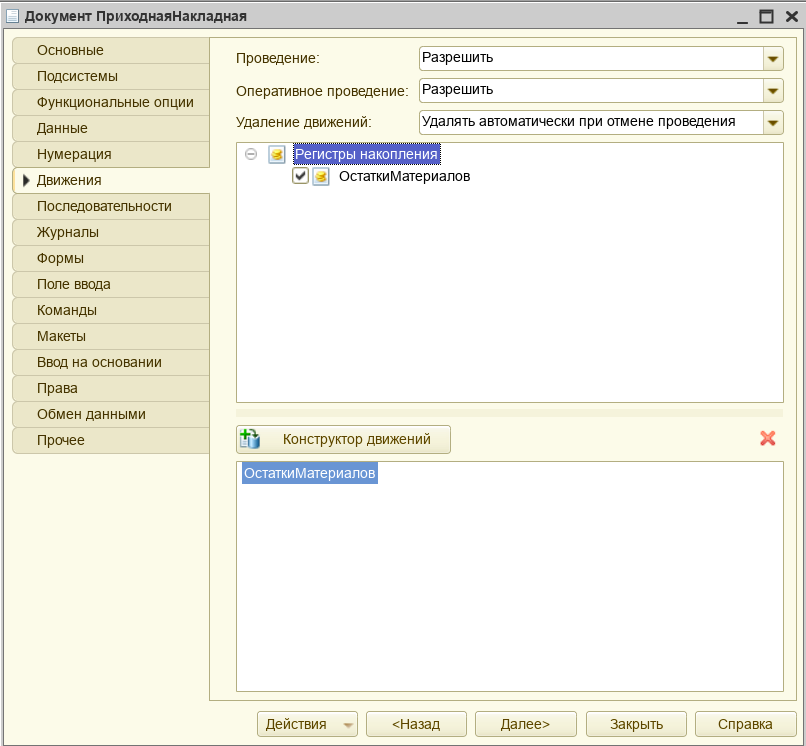 Документ ПриходнаяНакладная
Основные
Подсистемы
Функциональные опции
Данные
Нумерация
Движения
Последовательности
Журналы
Формы
Поле ввода
Команды
Макеты
Ввод на основании
Права
Обмен данными
Прочее
Проведение: Разрешить
Оперативное проведение: Разрешить
Удаление движений: Удалять автоматически при отмене проведения
Регистры накопления
ОстаткиМатериалов
Конструктор движений
ОстаткиМатериалов
Действия <Назад Далее> Закрыть Справка